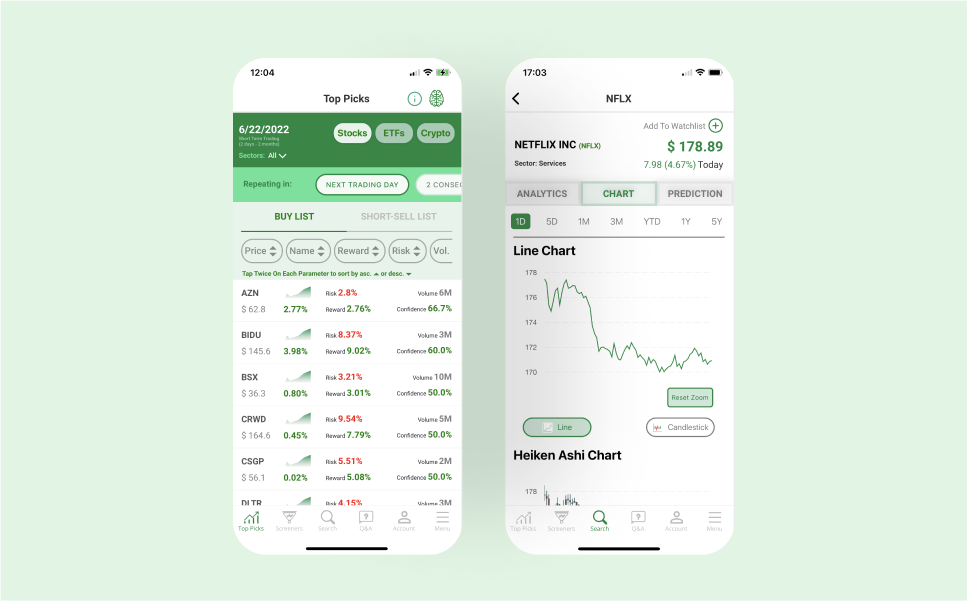 12:04
Top Picks
6/22/2022
Short Term Trading
(2 days - 2 months)
Sectors: All
Stocks
ETFs
Crypto
Repeating in:
NEXT TRADING DAY
2 CONSE
BUY LIST
SHORT-SELL LIST
Price
Name
Reward
Risk
Vol.
Tap Twice On Each Parameter to sort by asc. or desc.
AZN Risk 2.8% Volume 6M
$ 62.8 2.77% Reward 2.76% Confidence 66.7%
BIDU Risk 8.37% Volume 3M
$ 145.6 3.98% Reward 9.02% Confidence 60.0%
BSX Risk 3.21% Volume 10M
$ 36.3 0.80% Reward 3.01% Confidence 50.0%
CRWD Risk 9.54% Volume 5M
$ 164.6 0.45% Reward 7.79% Confidence 50.0%
CSGP Risk 5.51% Volume 2M
$ 56.1 0.02% Reward 5.08% Confidence 50.0%
DLTR Risk 4.15% Volume 3M
Top Picks
Screeners
Search
Q&A
Account
Menu
17:03
NFLX
Add To Watchlist
NETFLIX INC (NFLX)
$ 178.89
Sector: Services
7.98 (4.67%) Today
ANALYTICS
CHART
PREDICTION
1D
5D
1M
3M
YTD
1Y
5Y
Line Chart
178
176
174
172
170
Reset Zoom
Line
Candlestick
Heiken Ashi Chart
178
Top Picks
Screeners
Search
Q&A
Account
Menu